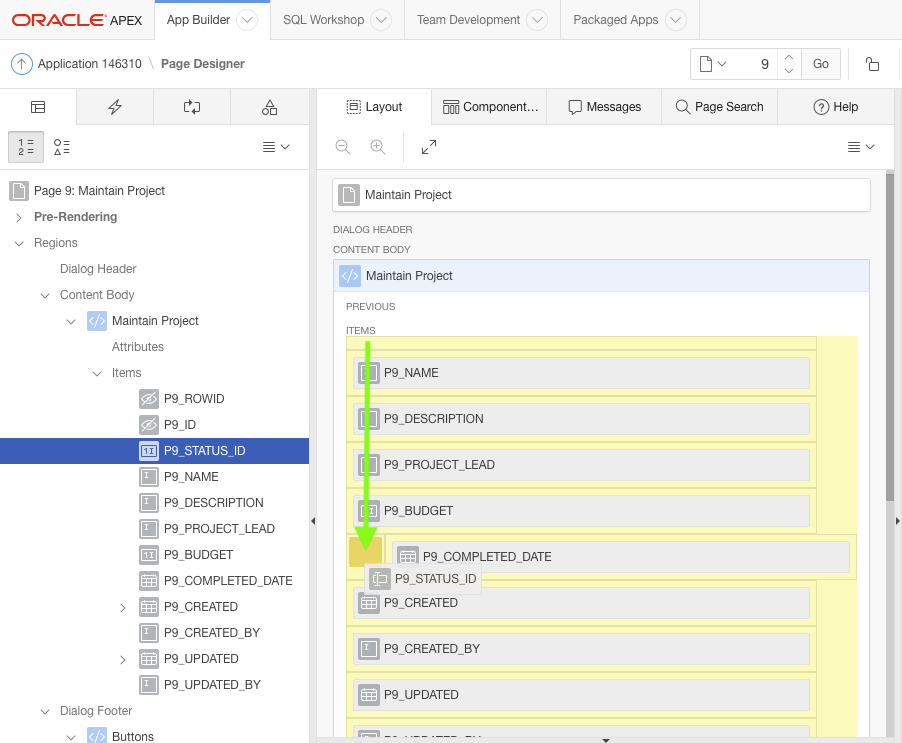 ORACLE APEX App Builder SQL Workshop Team Development Packaged Apps
Application 146310 \ Page Designer 9 Go
Layout Component... Messages Page Search Help
Page 9: Maintain Project
Pre-Rendering
Regions
Dialog Header
Content Body
Maintain Project
Attributes
Items
P9_ROWID
P9_ID
P9_STATUS_ID
P9_NAME
P9_DESCRIPTION
P9_PROJECT_LEAD
P9_BUDGET
P9_COMPLETED_DATE
P9_CREATED
P9_CREATED_BY
P9_UPDATED
P9_UPDATED_BY
Dialog Footer
Buttons
Maintain Project
DIALOG HEADER
CONTENT BODY
Maintain Project
PREVIOUS
ITEMS
P9_NAME
P9_DESCRIPTION
P9_PROJECT_LEAD
P9_BUDGET
P9_COMPLETED_DATE
P9_STATUS_ID
P9_CREATED
P9_CREATED_BY
P9_UPDATED
P9_UPDATED_BY